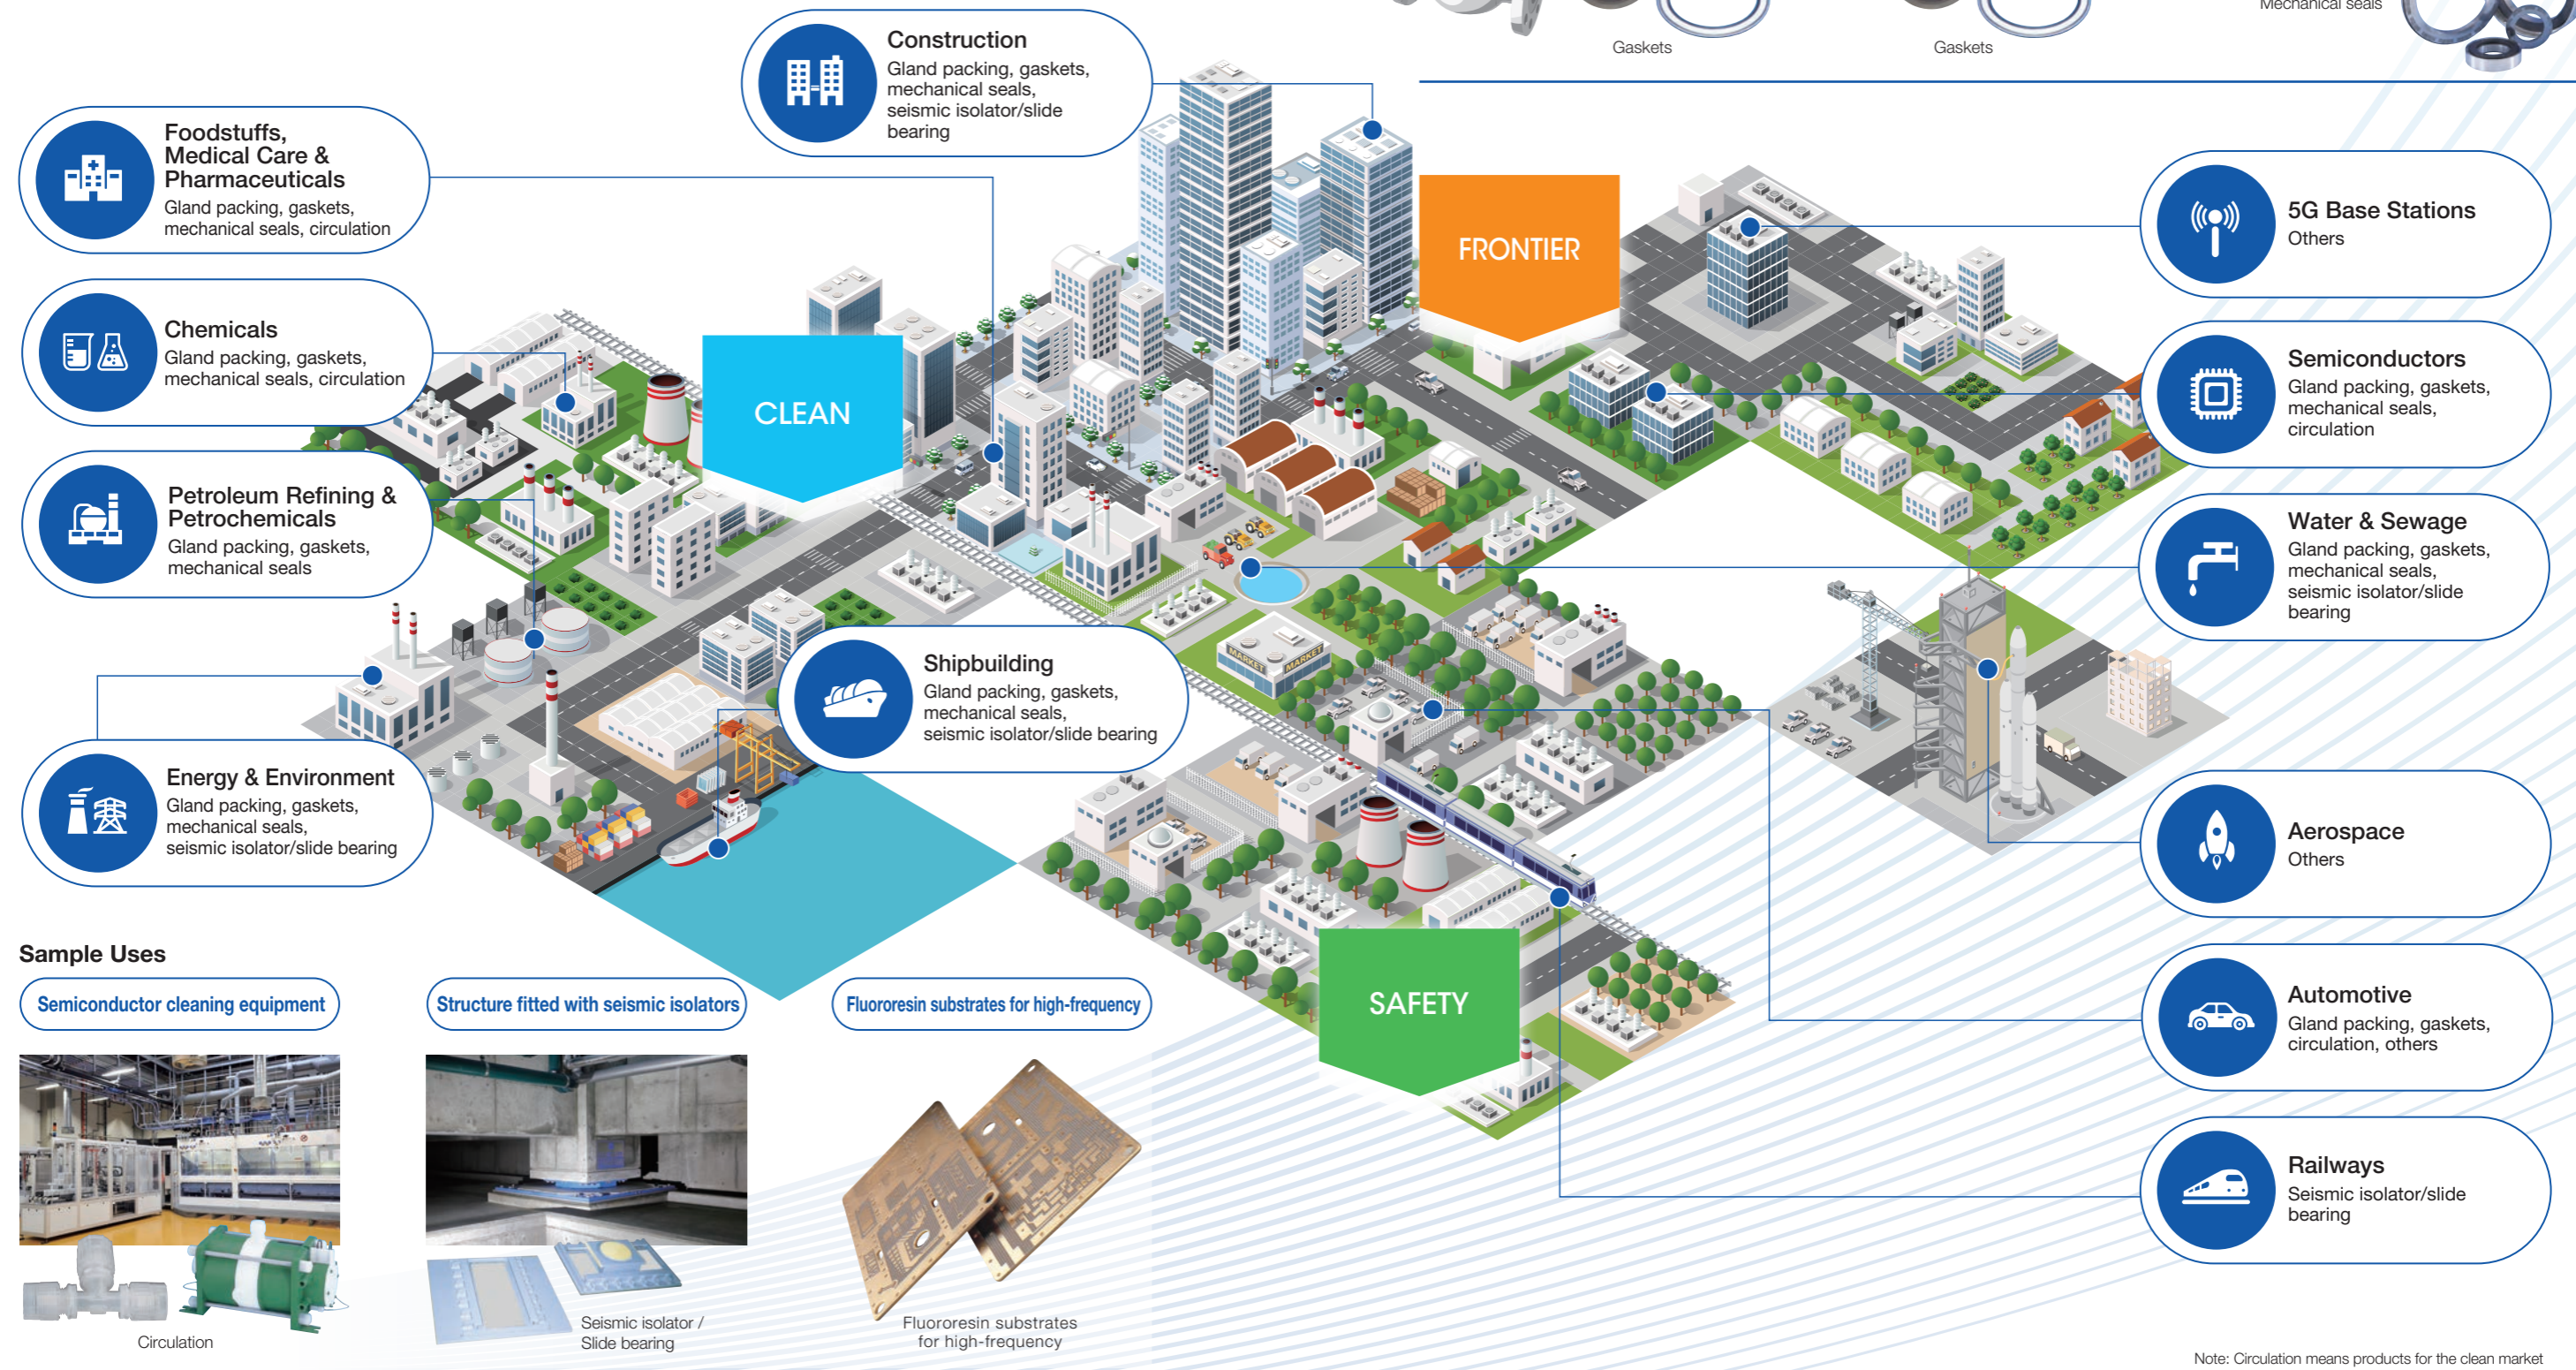 Mechanical seals
Gaskets
Gaskets
Construction
Gland packing, gaskets,
mechanical seals,
seismic isolator/slide
bearing
Foodstuffs,
Medical Care &
Pharmaceuticals
Gland packing, gaskets,
mechanical seals, circulation
Chemicals
Gland packing, gaskets,
mechanical seals, circulation
Petroleum Refining &
Petrochemicals
Gland packing, gaskets,
mechanical seals
Energy & Environment
Gland packing, gaskets,
mechanical seals,
seismic isolator/slide bearing
Shipbuilding
Gland packing, gaskets,
mechanical seals,
seismic isolator/slide bearing
CLEAN
FRONTIER
SAFETY
MARKET
MARKET
5G Base Stations
Others
Semiconductors
Gland packing, gaskets,
mechanical seals,
circulation
Water & Sewage
Gland packing, gaskets,
mechanical seals,
seismic isolator/slide
bearing
Aerospace
Others
Automotive
Gland packing, gaskets,
circulation, others
Railways
Seismic isolator/slide
bearing
Sample Uses
Semiconductor cleaning equipment
Structure fitted with seismic isolators
Fluororesin substrates for high-frequency
Circulation
Seismic isolator /
Slide bearing
Fluororesin substrates
for high-frequency
Note: Circulation means products for the clean market